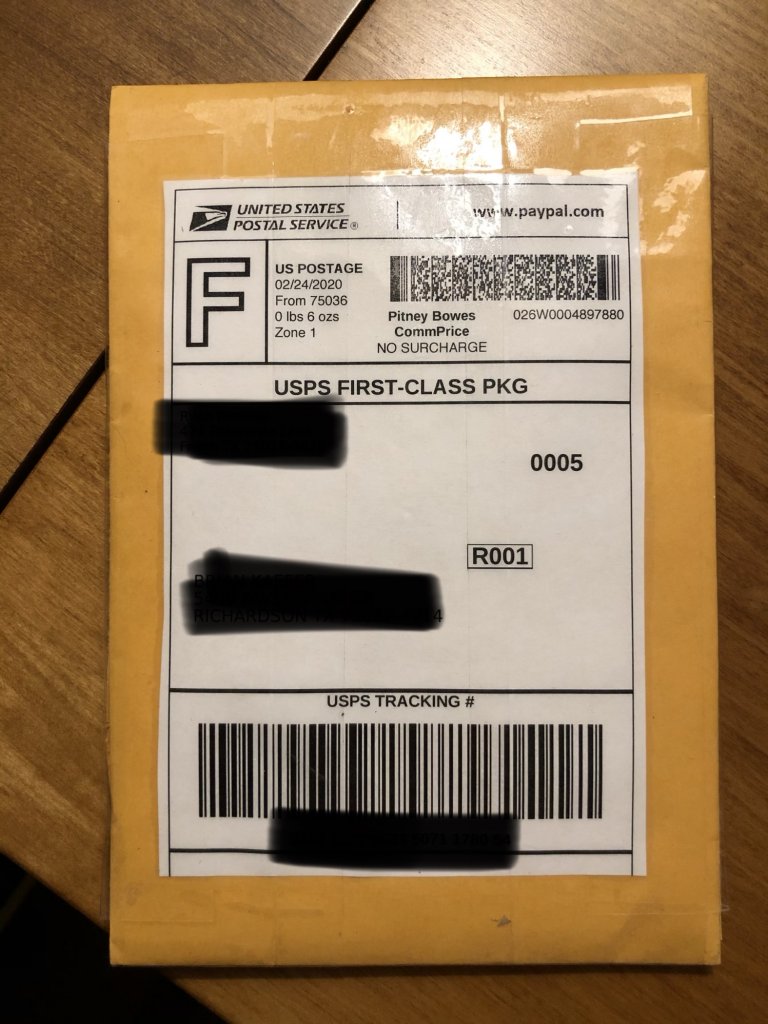 UNITED STATES
POSTAL SERVICE®
www.paypal.com
F
US POSTAGE
02/24/2020
From 75036
0 lbs 6 ozs
Zone 1
Pitney Bowes
CommPrice
NO SURCHARGE
026W0004897880
USPS FIRST-CLASS PKG
0005
R001
RICHARDSON
USPS TRACKING #